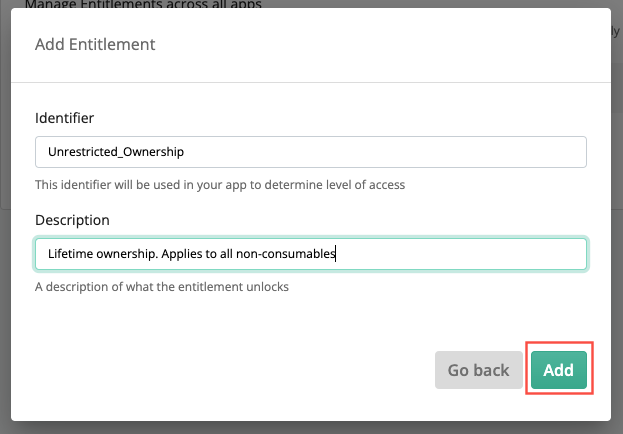 Manage Entitlements across all apps
Add Entitlement
Identifier
Unrestricted_Ownership
This identifier will be used in your app to determine level of access
Description
Lifetime ownership. Applies to all non-consumables
A description of what the entitlement unlocks
Go back
Add